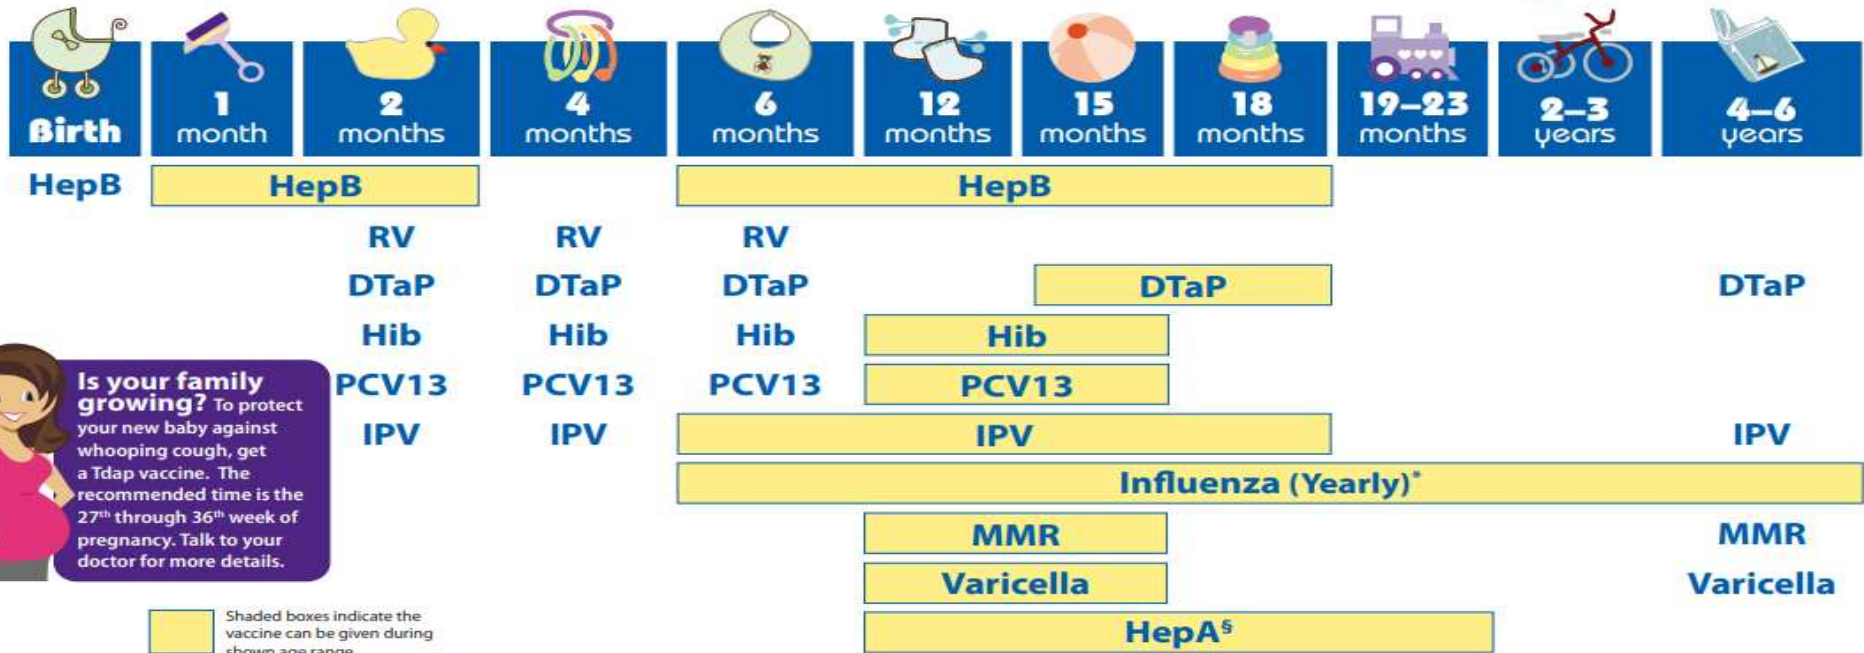 Birth
1 month
2 months
4 months
6 months
12 months
15 months
18 months
19–23 months
2–3 years
4–6 years
HepB HepB HepB
RV RV RV
DTaP DTaP DTaP DTaP DTaP
Hib Hib Hib Hib
PCV13 PCV13 PCV13 PCV13
IPV IPV IPV IPV
Influenza (Yearly)*
MMR MMR
Varicella Varicella
HepA§
Is your family
growing? To protect
your new baby against
whooping cough, get
a Tdap vaccine. The
recommended time is the
27th through 36th week of
pregnancy. Talk to your
doctor for more details.
Shaded boxes indicate the
vaccine can be given during
shown age range